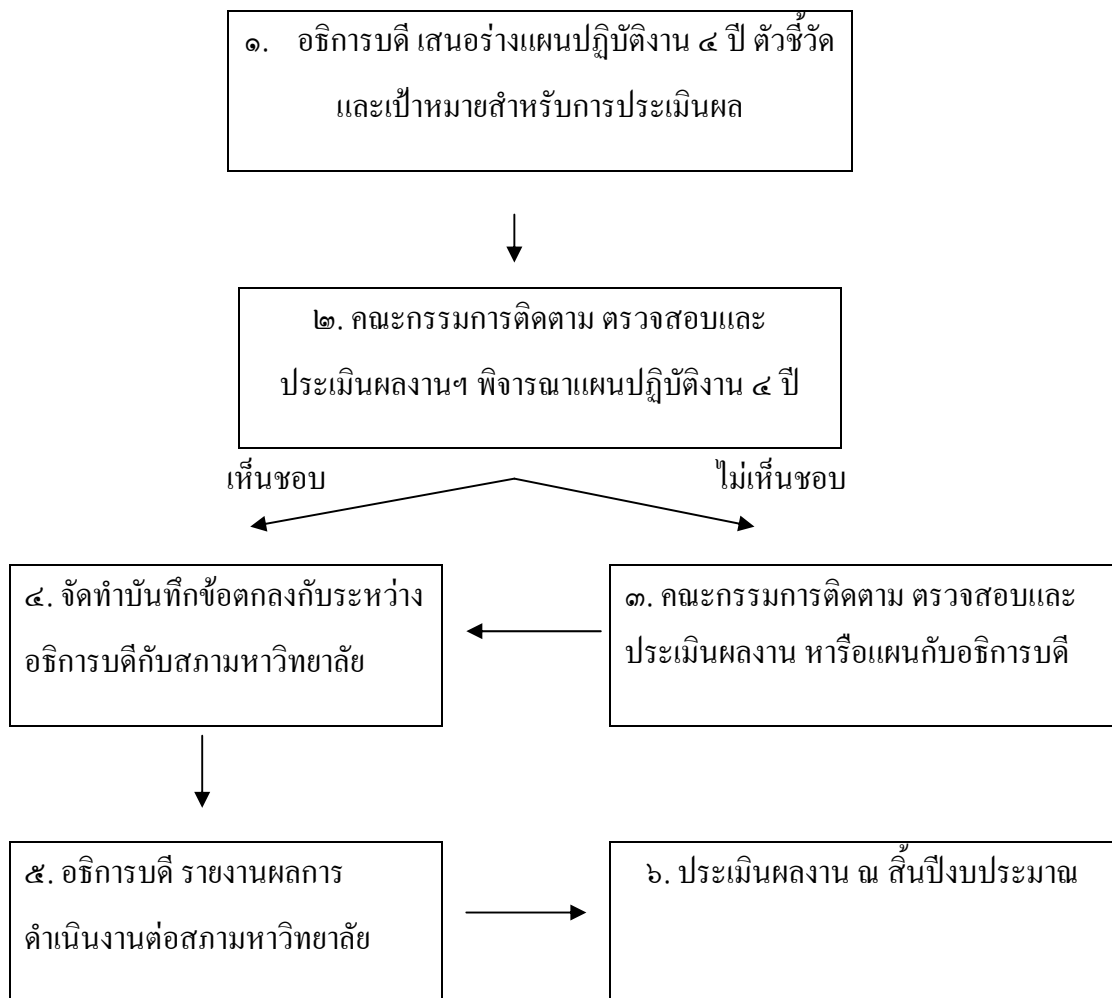 ๑. อธิการบดี เสนอร่างแผนปฏิบัติงาน ๔ ปี ตัวชี้วัด
และเป้าหมายสำหรับการประเมินผล
๒. คณะกรรมการติดตาม ตรวจสอบและ
ประเมินผลงานฯ พิจารณาแผนปฏิบัติงาน ๔ ปี
เห็นชอบ
ไม่เห็นชอบ
๔. จัดทำบันทึกข้อตกลงกับระหว่าง
อธิการบดีกับสภามหาวิทยาลัย
๓. คณะกรรมการติดตาม ตรวจสอบและ
ประเมินผลงาน หารือแผนกับอธิการบดี
๕. อธิการบดี รายงานผลการ
ดำเนินงานต่อสภามหาวิทยาลัย
๖. ประเมินผลงาน ณ สิ้นปีงบประมาณ